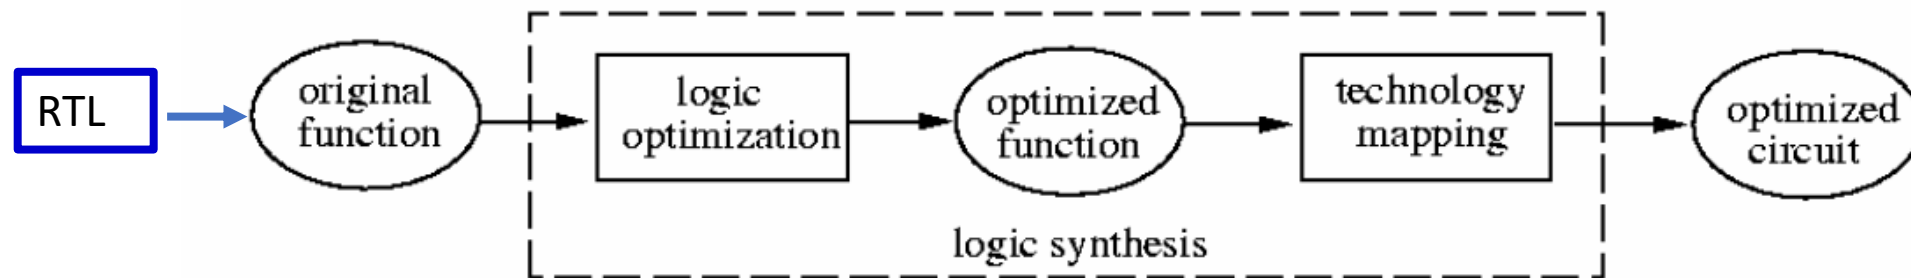 RTL
original
function
logic
optimization
optimized
function
technology
mapping
optimized
circuit
logic synthesis